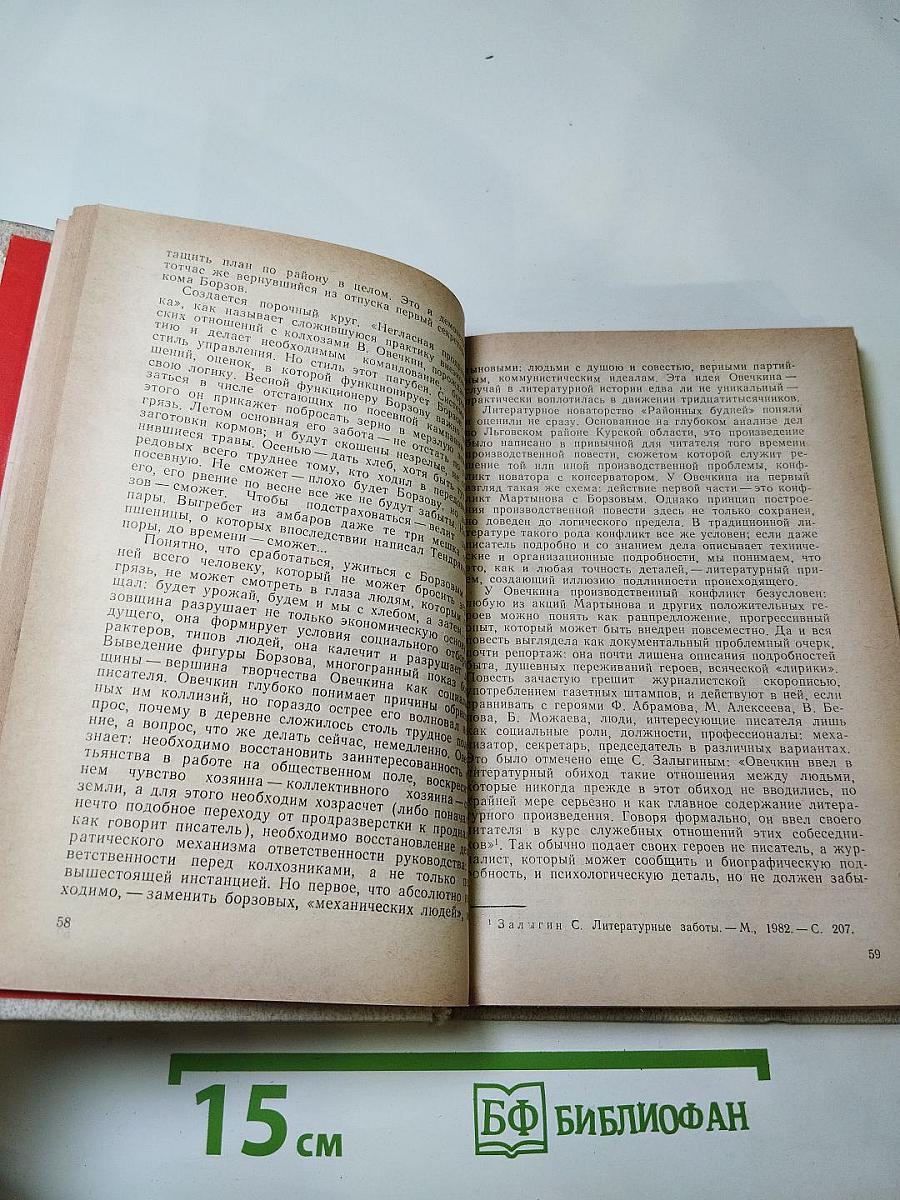 тащить план по району в целом. Это и
тотчас же вернувшийся из отпуска первый
кома Борзов.
Создается порочный круг. «Негласная
ка», как называет сложившуюся практику
ских отношений с колхозами В. Овечкин,
тию и делает необходимым командование
стиль управления. Но стиль этот пагубен.
шений, оценок, в которой функционирует
свою логику. Весной функционеру Борзову
заться в числе отстающих по посевной кампании
этого он прикажет побросать зерно в мерзлую
грязь. Летом основная его забота — не отстать
заготовки кормов; и будут скошены незрелые,
нившиеся травы. Осенью — дать хлеб, хотя бы
редовых всего труднее тому, кто ходил в
посевную. Не сможет — плохо будет Борзову, но
его, его рвение по весне все же не будут забыты.
зов — сможет. Чтобы подстраховаться — велит
пары. Выгребет из амбаров даже те три мешка
пшеницы, о которых впоследствии написал
поры, до времени — сможет...
Понятно, что сработаться, ужиться с Борзовым
ней всего человеку, который не может бросить
грязь, не может смотреть в глаза людям, которым
щал: будет урожай, будем и мы с хлебом, а затем
зовщина разрушает не только экономическую
дущего, она формирует условия социального
рактеров, типов людей, она калечит и разрушает
Выведение фигуры Борзова, многогранный показ
щины — вершина творчества Овечкина как
писателя. Овечкин глубоко понимает причины
ных им коллизий, но гораздо острее его волновал
прос, почему в деревне сложилось столь трудное
ние, а вопрос, что же делать сейчас, немедленно.
знает: необходимо восстановить заинтересованность
тьянства в работе на общественном поле,
нем чувство хозяина — коллективного хозяина —
земли, а для этого необходим хозрасчет (либо
нечто подобное переходу от продразверстки к
как говорит писатель), необходимо восстановление
ратического механизма ответственности руководства:
ветственности перед колхозниками, а не только
вышестоящей инстанцией. Но первое, что абсолютно
ходимо, — заменить борзовых, «механических людей»,
58
людьми с душою и совестью, верными партий-
ным, коммунистическим идеалам. Эта идея Овечкина —
случай в литературной истории едва ли не уникальный —
практически воплотилась в движении тридцатитысячников.
Литературное новаторство «Районных будней» поняли
и оценили не сразу. Основанное на глубоком анализе дел
во Льговском районе Курской области, это произведение
было написано в привычной для читателя того времени
производственной повести, сюжетом которой служит ре-
шение той или иной производственной проблемы, конф-
ликт новатора с консерватором. У Овечкина на первый
взгляд такая же схема: действие первой части — это конф-
ликт Мартынова с Борзовым. Однако принцип построе-
ния производственной повести здесь не только сохранен,
но доведен до логического предела. В традиционной ли-
тературе такого рода конфликт все же условен; если даже
писатель подробно и со знанием дела описывает техниче-
ские и организационные подробности, мы понимаем, что
это, как и любая точность деталей, — литературный при-
ем, создающий иллюзию подлинности происходящего.
У Овечкина производственный конфликт безусловен:
любую из акций Мартынова и других положительных ге-
роев можно понять как рацпредложение, прогрессивный
опыт, который может быть внедрен повсеместно. Да и вся
повесть выглядела как документальный проблемный очерк,
почти репортаж: она почти лишена описания подробностей
быта, душевных переживаний героев, всяческой «лирики».
Повесть зачастую грешит журналистской скорописью,
употреблением газетных штампов, и действуют в ней, если
сравнивать с героями Ф. Абрамова, М. Алексеева, В. Бе-
лова, Б. Можаева, люди, интересующие писателя лишь
как социальные роли, должности, профессионалы: меха-
низатор, секретарь, председатель в различных вариантах.
Это было отмечено еще С. Залыгиным: «Овечкин ввел в
литературный обиход такие отношения между людьми,
которые никогда прежде в этот обиход не вводились, по
крайней мере серьезно и как главное содержание литера-
турного произведения. Говоря формально, он ввел своего
читателя в курс служебных отношений этих собеседни-
ков»¹. Так обычно подает своих героев не писатель, а жур-
налист, который может сообщить и биографическую под-
робность, и психологическую деталь, но не должен забы-
¹ Залыгин С. Литературные заботы. — М., 1982. — С. 207.
59
15 см
БФ БИБЛИОФАН